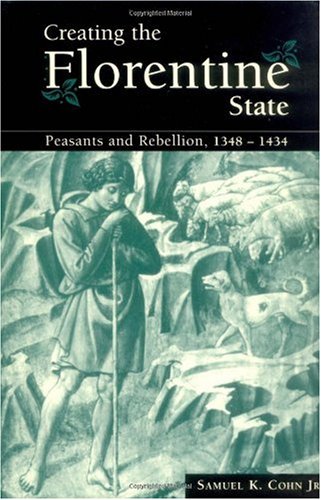 Creating the
Florentine
State
Peasants and Rebellion, 1348 – 1434
Samuel K. Cohn Jr